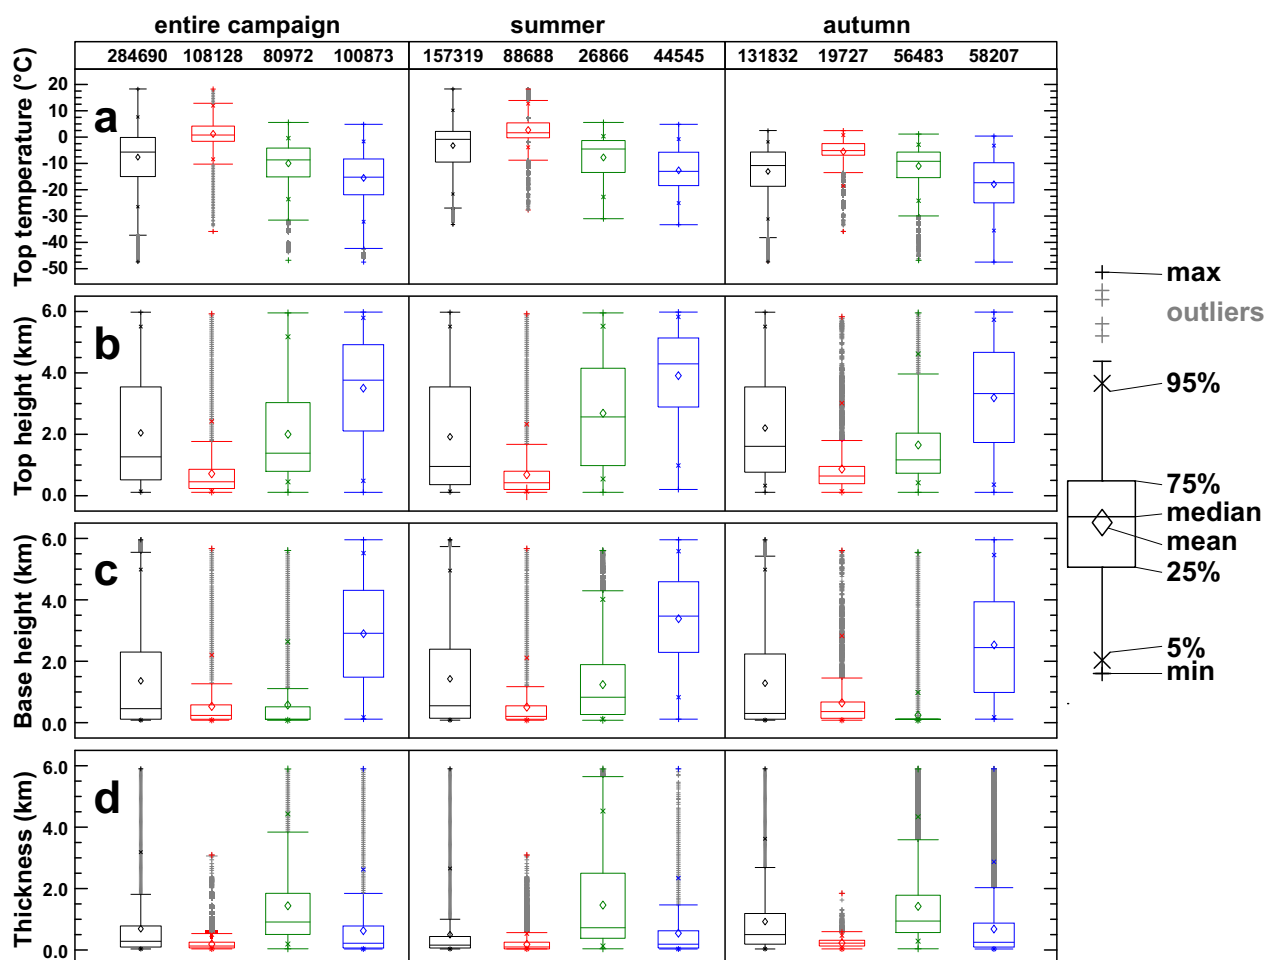 entire campaign summer autumn
284690 108128 80972 100873 157319 88688 26866 44545 131832 19727 56483 58207
Top temperature (°C)
a
20
10
0
-10
-20
-30
-40
-50
Top height (km)
b
6.0
4.0
2.0
0.0
Base height (km)
c
6.0
4.0
2.0
0.0
Thickness (km)
d
6.0
4.0
2.0
0.0
max
outliers
95%
75%
median
mean
25%
5%
min